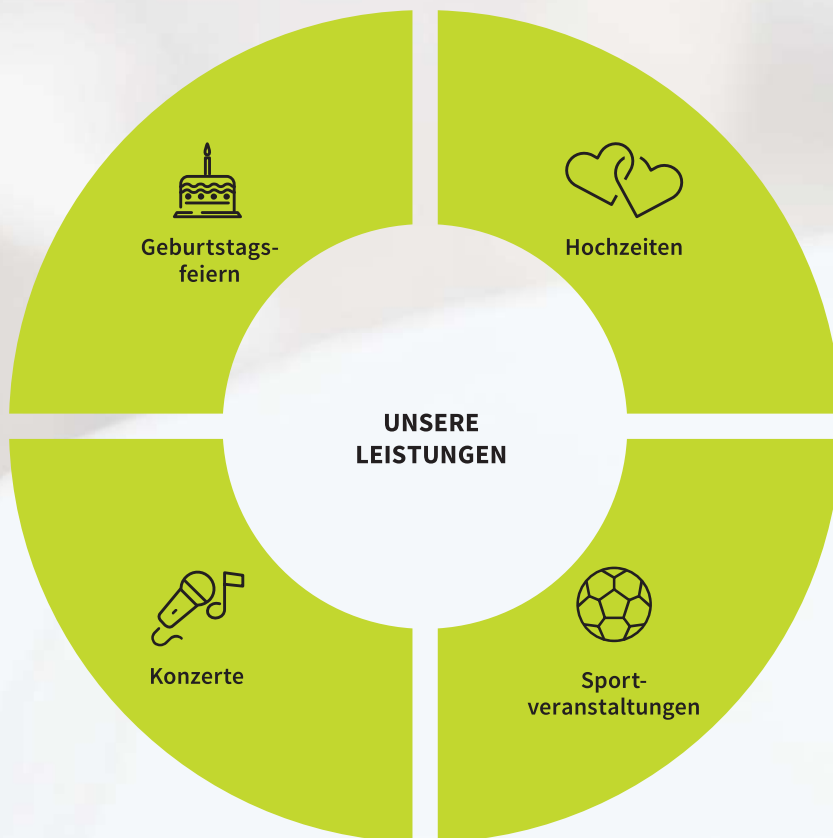 Geburtstags-
feiern
Hochzeiten
UNSERE
LEISTUNGEN
Konzerte
Sport-
veranstaltungen